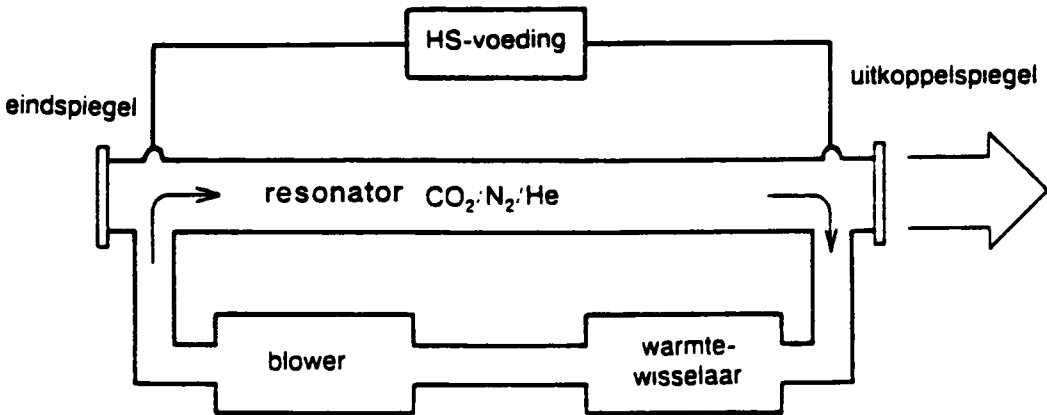 HS-voeding
uitkoppelspiegel
eindspiegel
resonator CO₂/N₂/He
blower
warmte-
wisselaar